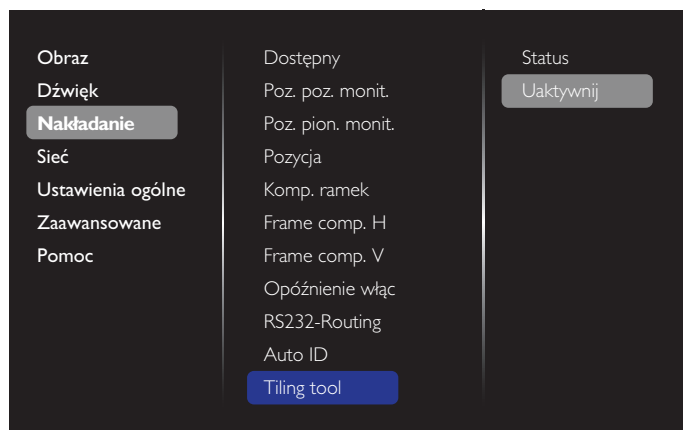 Obraz
Dźwięk
Nakładanie
Sieć
Ustawienia ogólne
Zaawansowane
Pomoc
Dostępny
Poz. poz. monit.
Poz. pion. monit.
Pozycja
Komp. ramek
Frame comp. H
Frame comp. V
Opóźnienie włąc
RS232-Routing
Auto ID
Tiling tool
Status
Uaktywnij